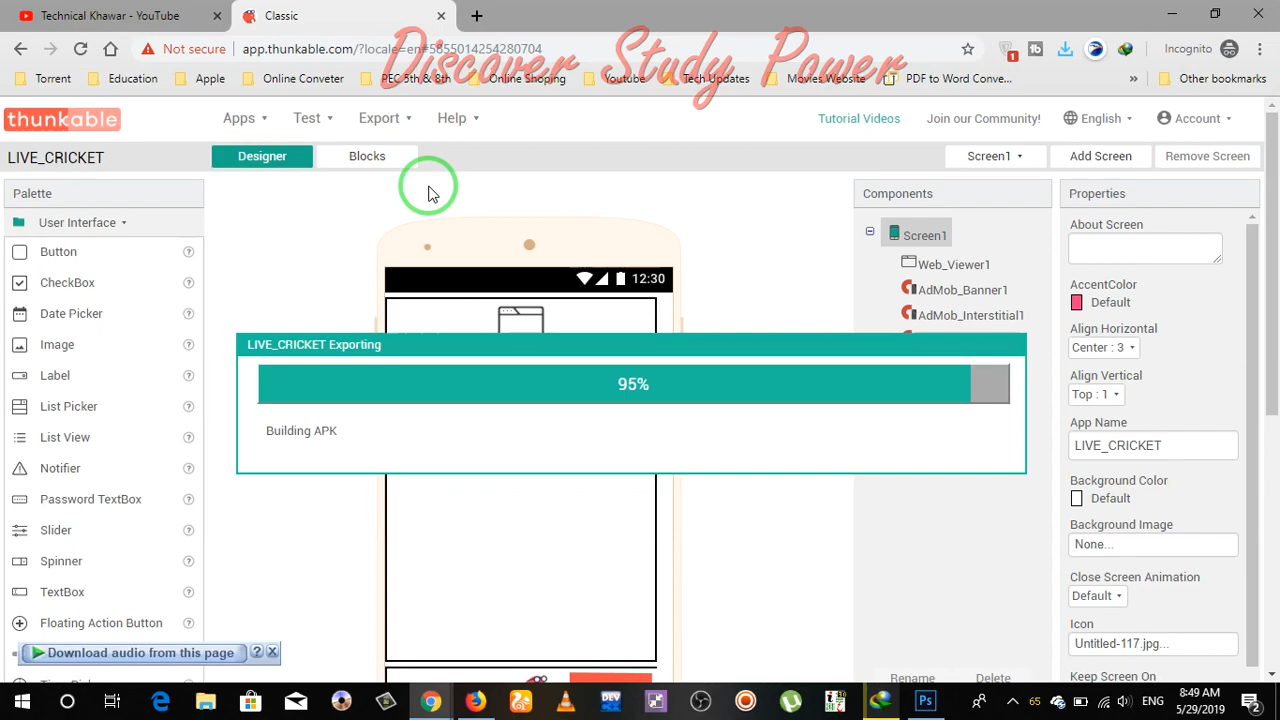 Technical Khawar - YouTube
Classic
Not secure
app.thunkable.com/?locale=en#5855014254280704
Incognito
Discover Study Power
Torrent
Education
Apple
Online Conveter
PEC 5th & 8th
Online Shoping
Youtube
Tech Updates
Movies Website
PDF to Word Conve...
Other bookmarks
thunkable
Apps
Test
Export
Help
Tutorial Videos
Join our Community!
English
Account
LIVE_CRICKET
Designer
Blocks
Screen1
Add Screen
Remove Screen
Palette
User Interface
Button
CheckBox
Date Picker
Image
Label
List Picker
List View
Notifier
Password TextBox
Slider
Spinner
TextBox
Floating Action Button
Download audio from this page
12:30
LIVE_CRICKET Exporting
95%
Building APK
Components
Screen1
Web_Viewer1
AdMob_Banner1
AdMob_Interstitial1
Rename
Delete
Properties
About Screen
AccentColor
Default
Align Horizontal
Center : 3
Align Vertical
Top : 1
App Name
LIVE_CRICKET
Background Color
Default
Background Image
None...
Close Screen Animation
Default
Icon
Untitled-117.jpg...
Keep Screen On
65
ENG
8:49 AM
5/29/2019